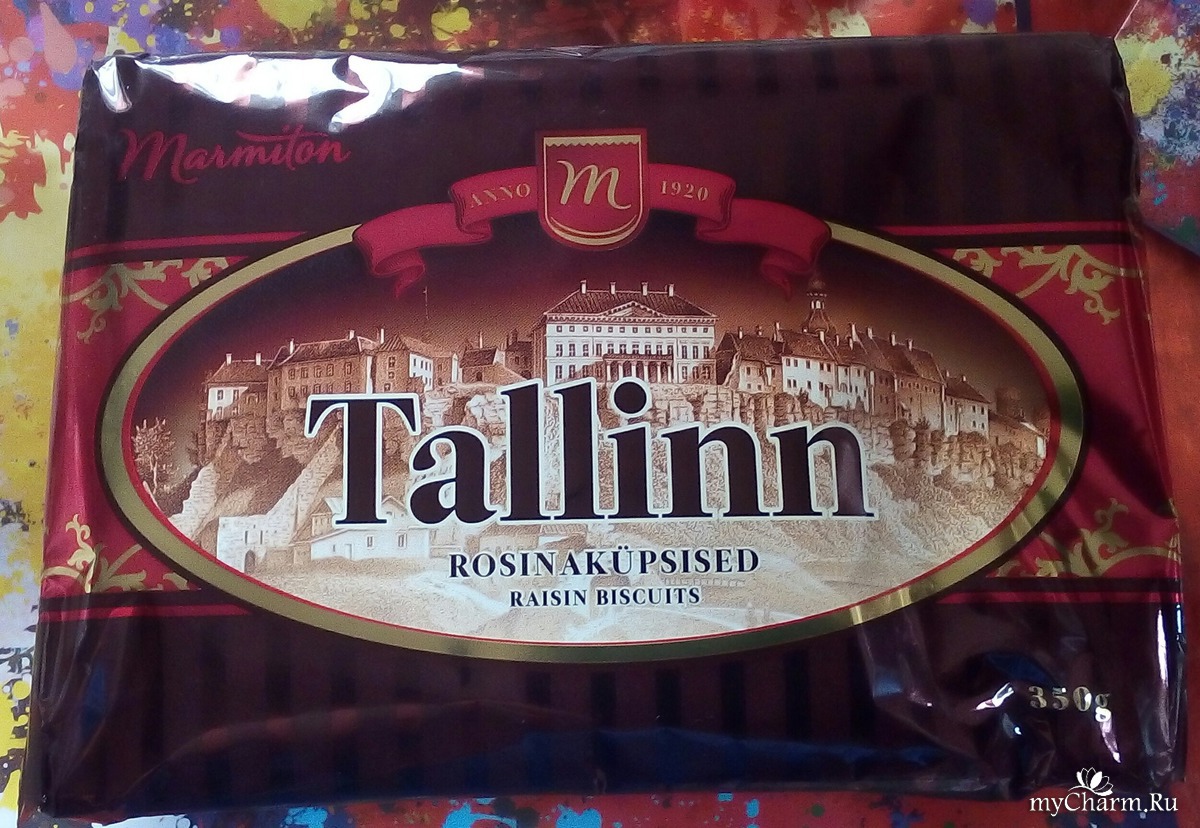 Marmiton
ANNO M 1920
Tallinn
ROSINAKÜPSISED
RAISIN BISCUITS
350g
myCharm.Ru